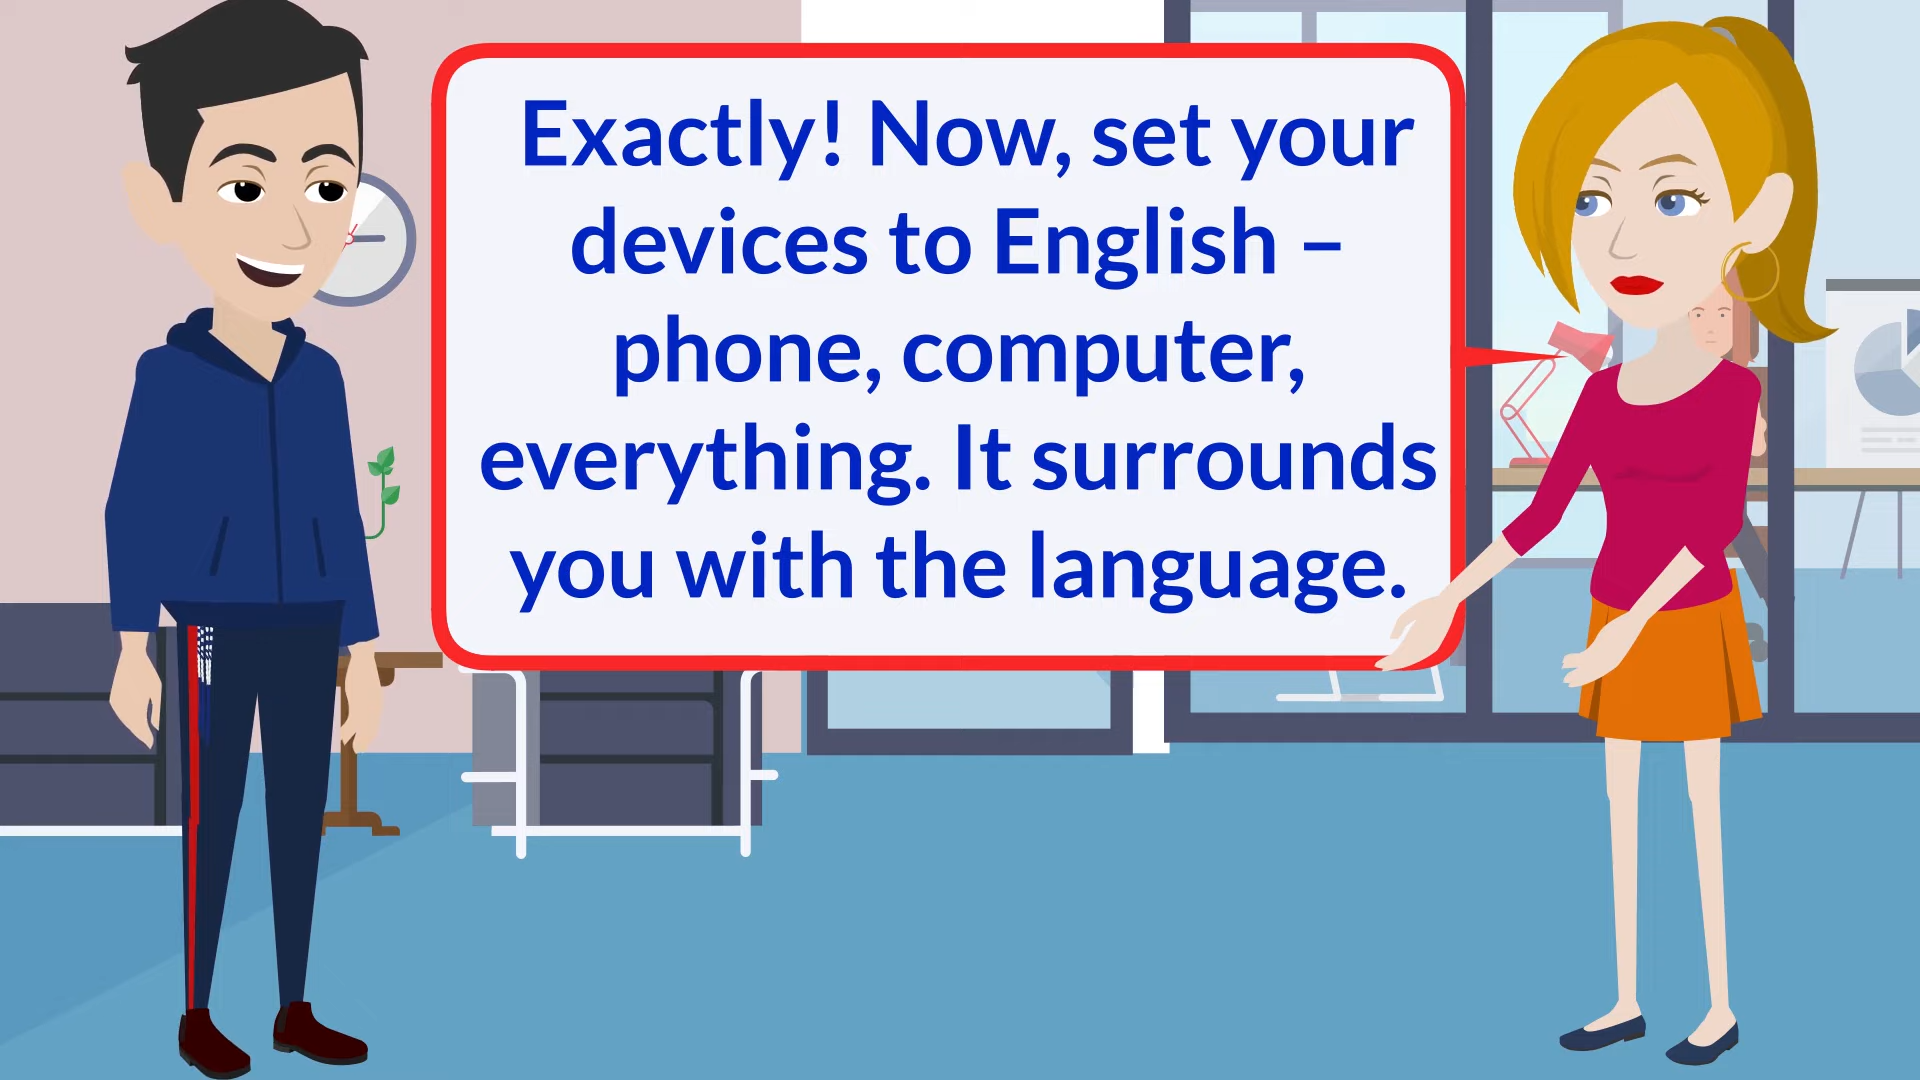 Exactly! Now, set your
devices to English –
phone, computer,
everything. It surrounds
you with the language.